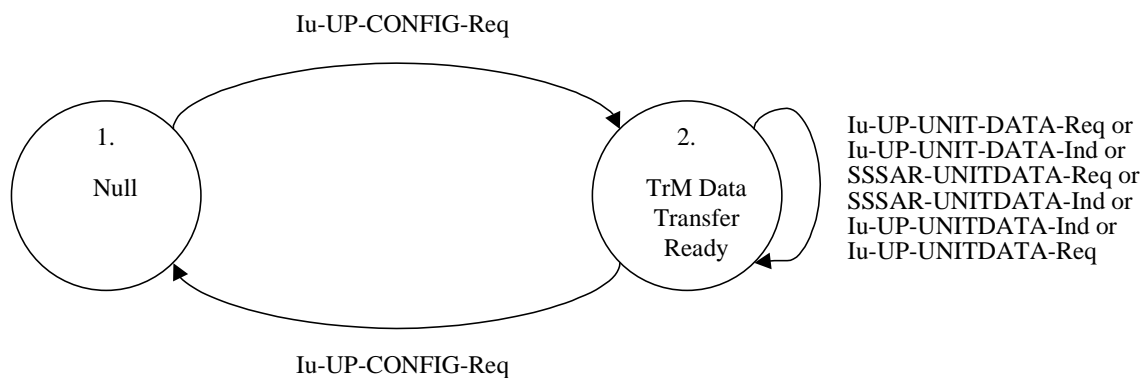 Iu-UP-CONFIG-Req
1.
Null
2.
TrM Data
Transfer
Ready
Iu-UP-UNIT-DATA-Req or
Iu-UP-UNIT-DATA-Ind or
SSSAR-UNITDATA-Req or
SSSAR-UNITDATA-Ind or
Iu-UP-UNITDATA-Ind or
Iu-UP-UNITDATA-Req
Iu-UP-CONFIG-Req